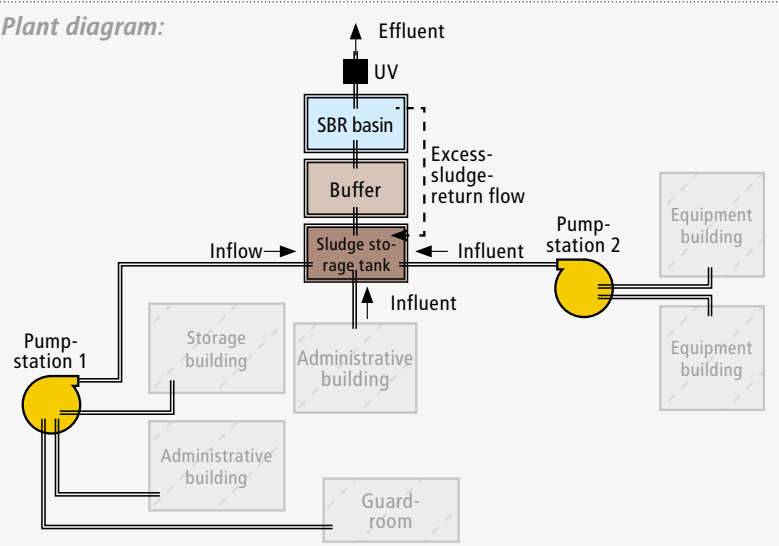 Plant diagram:
Effluent
UV
SBR basin
Excess-
sludge-
return flow
Buffer
Inflow
Sludge sto-
rage tank
Influent
Pump-
station 2
Equipment
building
Influent
Equipment
building
Pump-
station 1
Storage
building
Administrative
building
Administrative
building
Guard-
room